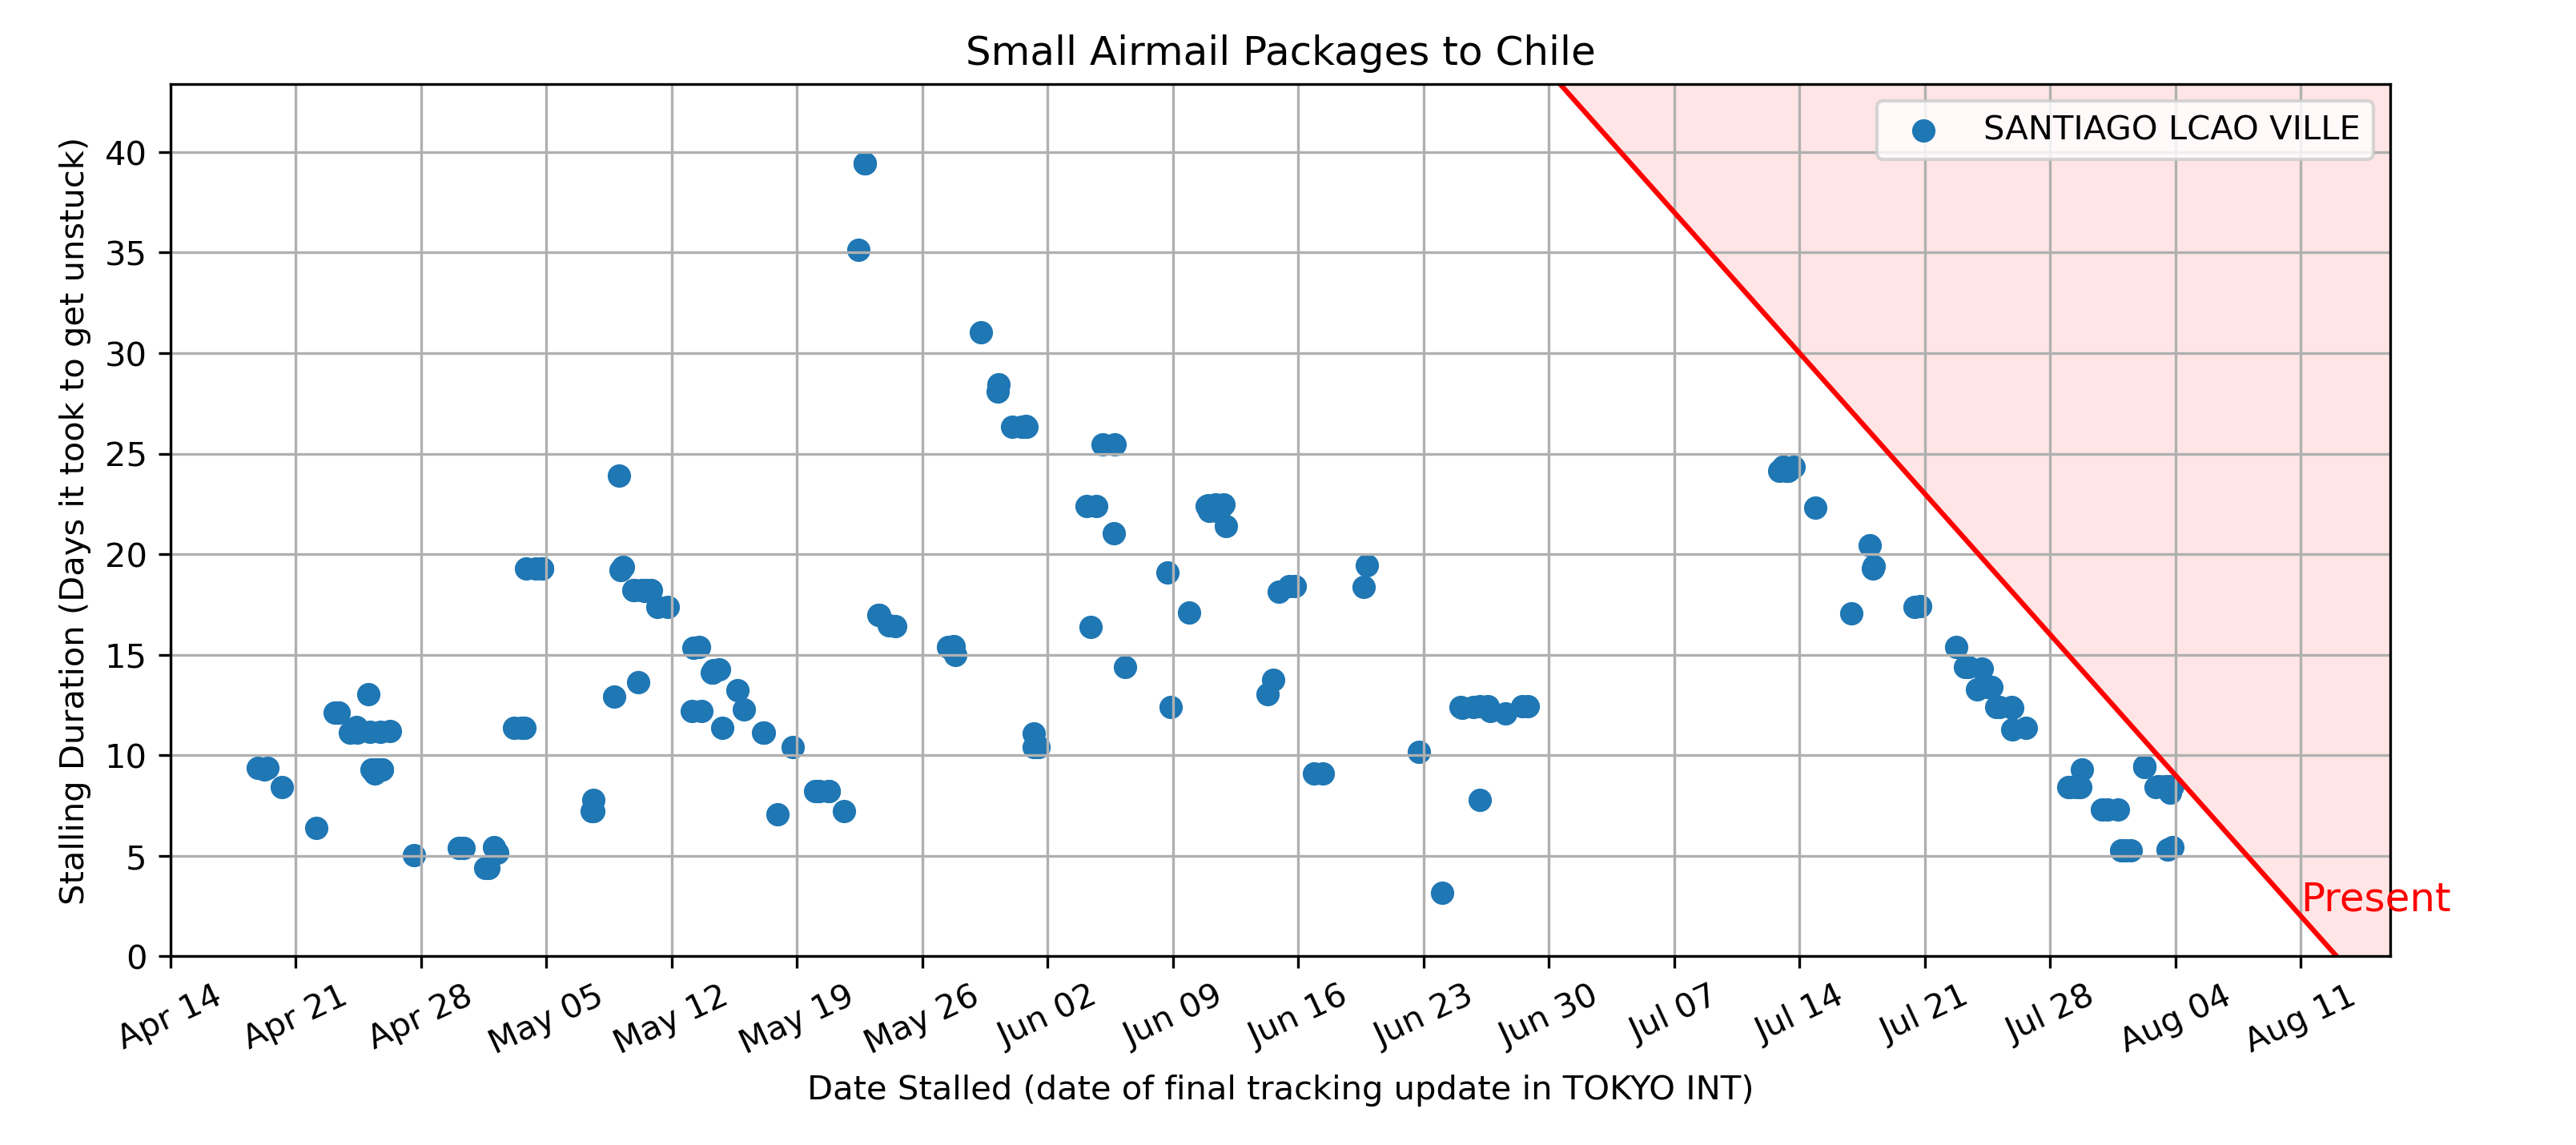 Small Airmail Packages to Chile
SANTIAGO LCAO VILLE
Stalling Duration (Days it took to get unstuck)
40
35
30
25
20
15
10
5
0
Present
Apr 14
Apr 21
Apr 28
May 05
May 12
May 19
May 26
Jun 02
Jun 09
Jun 16
Jun 23
Jun 30
Jul 07
Jul 14
Jul 21
Jul 28
Aug 04
Aug 11
Date Stalled (date of final tracking update in TOKYO INT)